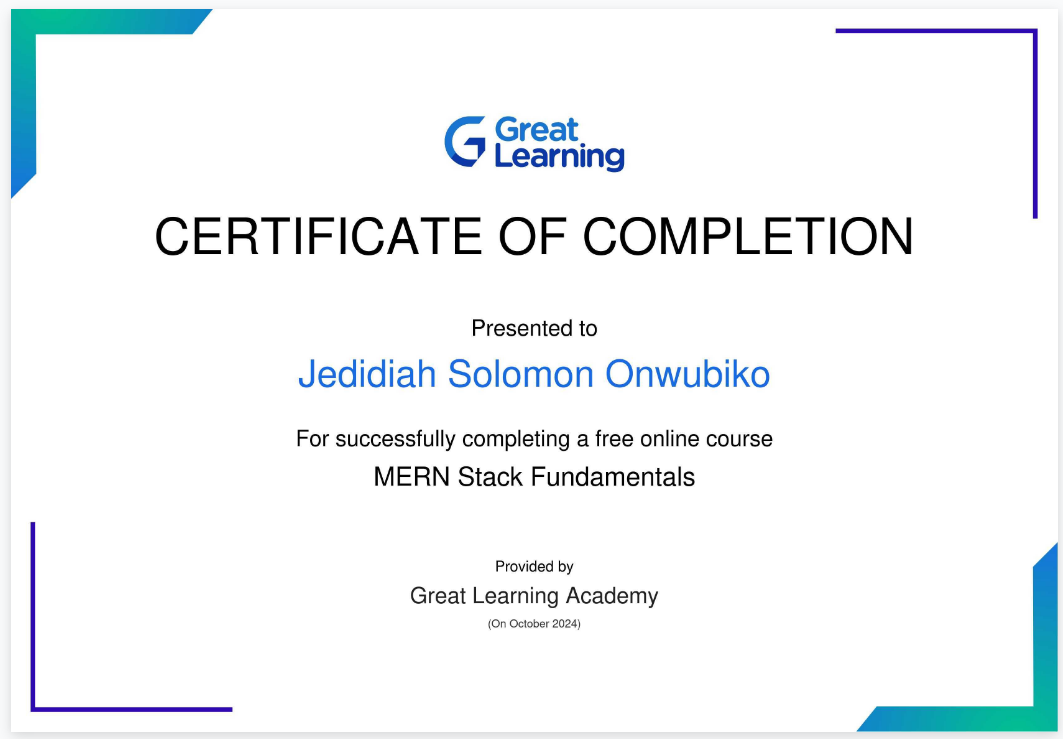 Great
Learning
CERTIFICATE OF COMPLETION
Presented to
Jedidiah Solomon Onwubiko
For successfully completing a free online course
MERN Stack Fundamentals
Provided by
Great Learning Academy
(On October 2024)